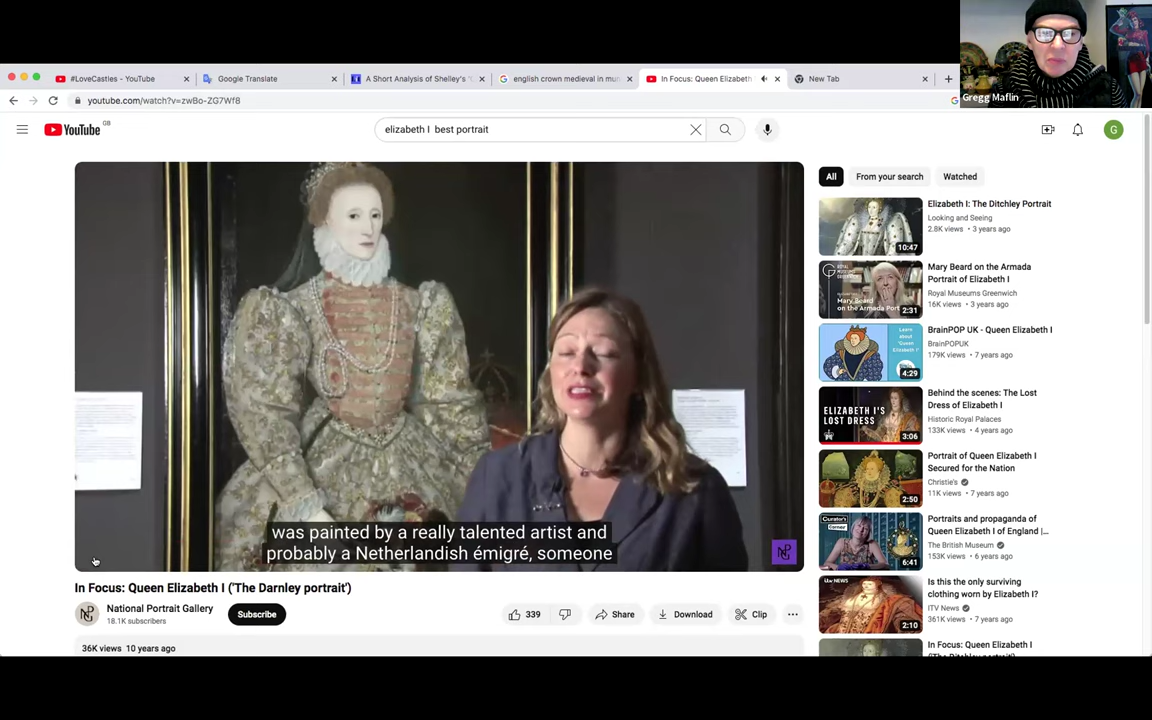 Gregg Maflin
#LoveCastles - YouTube
Google Translate
A Short Analysis of Shelley's '
english crown medieval in mu
In Focus: Queen Elizabeth
New Tab
youtube.com/watch?v=zwBo-ZG7Wf8
YouTube GB
elizabeth I best portrait
G
All
From your search
Watched
Elizabeth I: The Ditchley Portrait
Looking and Seeing
2.8K views • 3 years ago
10:47
Mary Beard on the Armada
Portrait of Elizabeth I
Royal Museums Greenwich
16K views • 3 years ago
Mary Beard
on the Armada Port
2:31
BrainPOP UK - Queen Elizabeth I
BrainPOPUK
179K views • 7 years ago
Learn
about
4:29
Behind the scenes: The Lost
Dress of Elizabeth I
Historic Royal Palaces
133K views • 4 years ago
ELIZABETH I'S
LOST DRESS
3:06
Portrait of Queen Elizabeth I
Secured for the Nation
Christie's
11K views • 7 years ago
2:50
Portraits and propaganda of
Queen Elizabeth I of England |...
The British Museum
153K views • 6 years ago
Curator's
Corner
6:41
Is this the only surviving
clothing worn by Elizabeth I?
ITV News
361K views • 7 years ago
itv NEWS
2:10
In Focus: Queen Elizabeth I
was painted by a really talented artist and
probably a Netherlandish émigré, someone
In Focus: Queen Elizabeth I ('The Darnley portrait')
National Portrait Gallery
18.1K subscribers
Subscribe
339
Share
Download
Clip
36K views 10 years ago